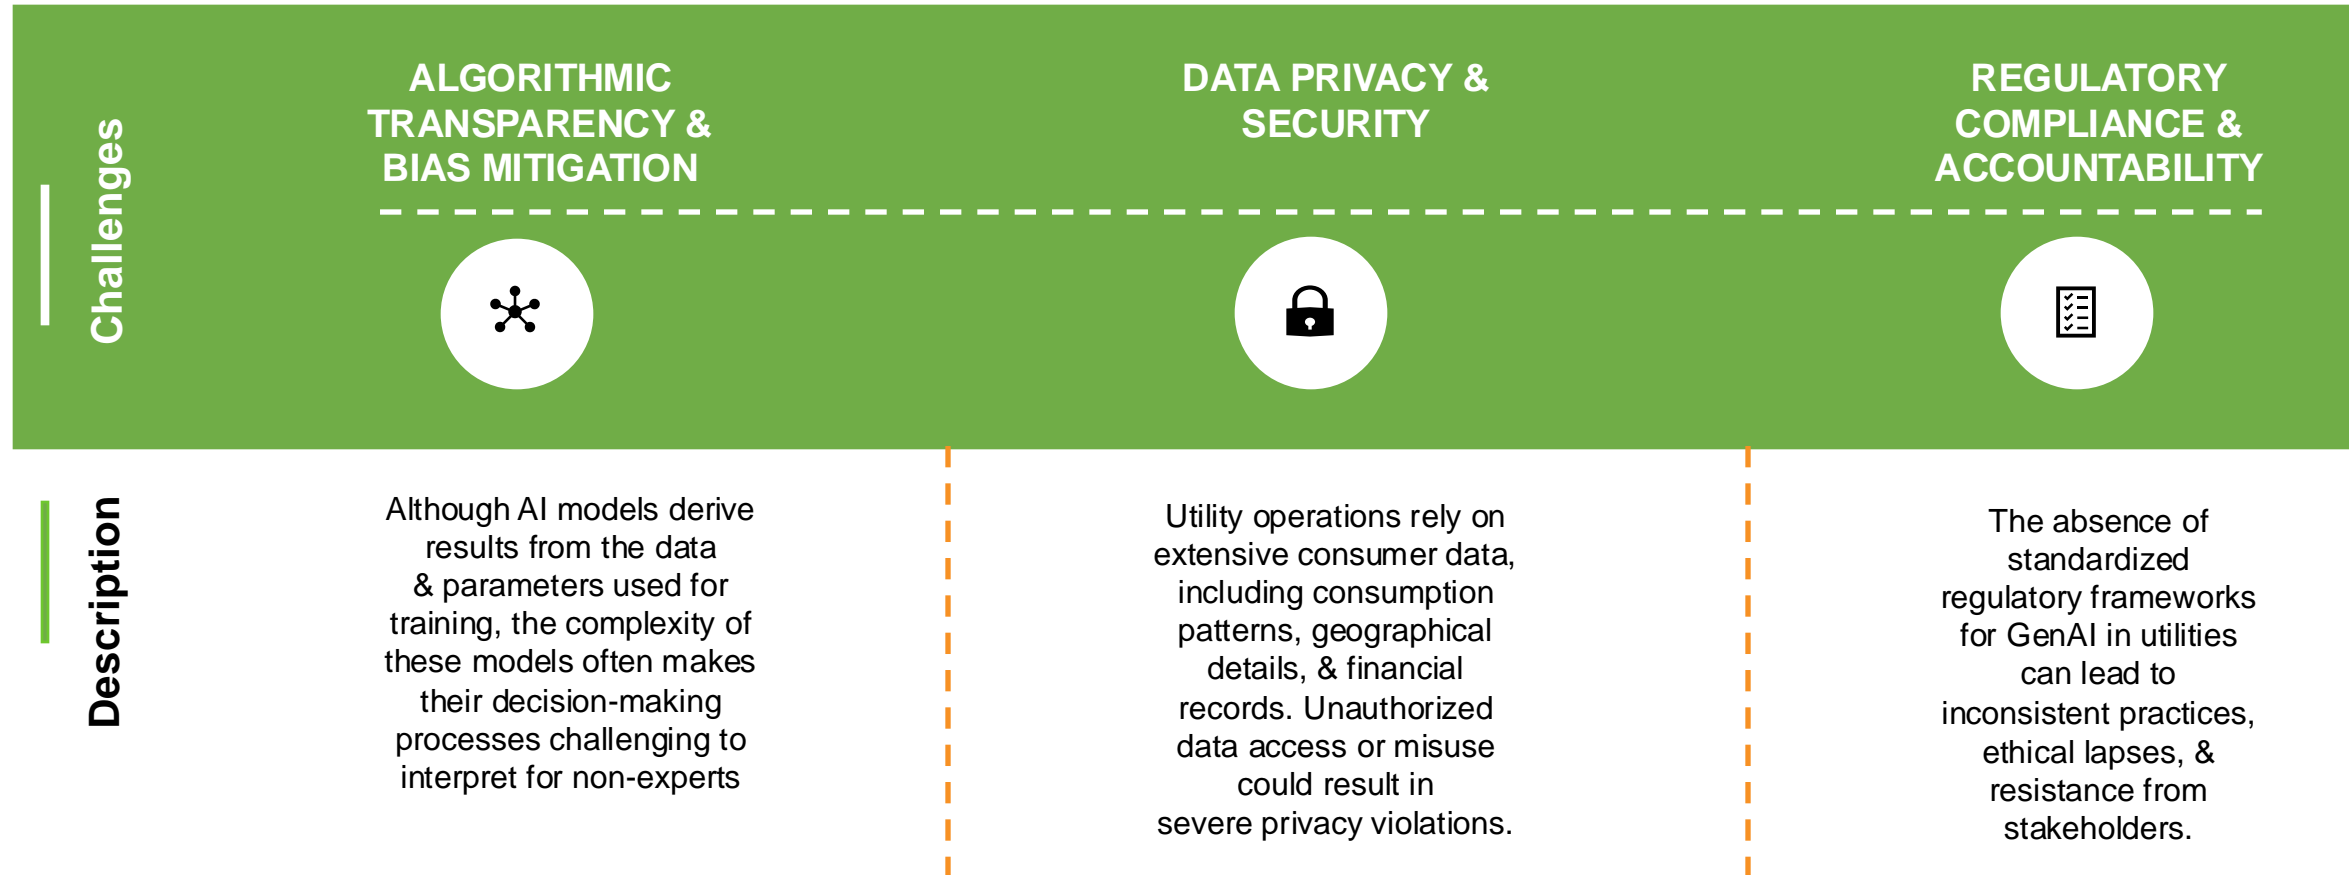 Challenges
ALGORITHMIC
TRANSPARENCY &
BIAS MITIGATION
DATA PRIVACY &
SECURITY
REGULATORY
COMPLIANCE &
ACCOUNTABILITY
Description
Although AI models derive
results from the data
& parameters used for
training, the complexity of
these models often makes
their decision-making
processes challenging to
interpret for non-experts
Utility operations rely on
extensive consumer data,
including consumption
patterns, geographical
details, & financial
records. Unauthorized
data access or misuse
could result in
severe privacy violations.
The absence of
standardized
regulatory frameworks
for GenAI in utilities
can lead to
inconsistent practices,
ethical lapses, &
resistance from
stakeholders.